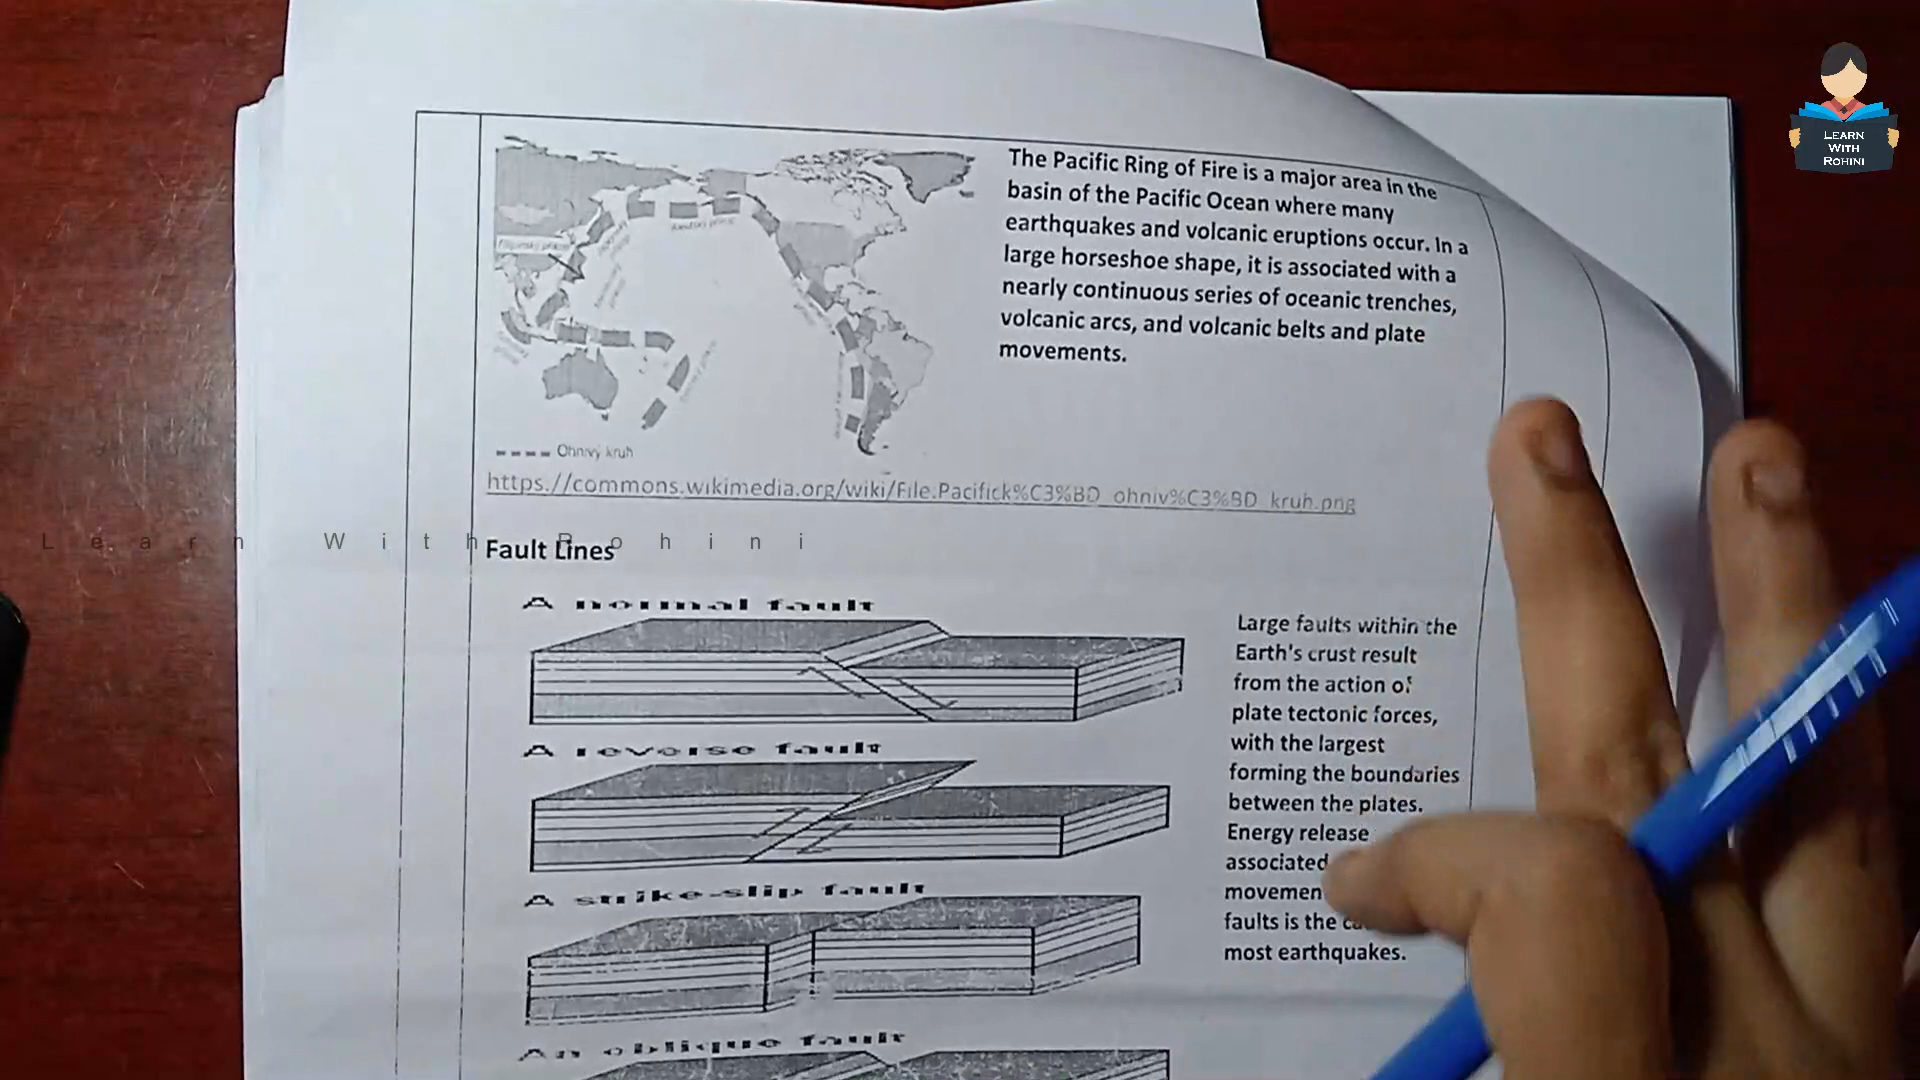 LEARN
WITH
ROHINI
The Pacific Ring of Fire is a major area in the
basin of the Pacific Ocean where many
earthquakes and volcanic eruptions occur. In a
large horseshoe shape, it is associated with a
nearly continuous series of oceanic trenches,
volcanic arcs, and volcanic belts and plate
movements.
Ohnivý kruh
https://commons.wikimedia.org/wiki/File:Pacifick%C3%BD_ohniv%C3%BD_kruh.png
Learn With Rohini
Fault Lines
A normal fault
A reverse fault
A strike-slip fault
An oblique fault
Large faults within the
Earth's crust result
from the action of
plate tectonic forces,
with the largest
forming the boundaries
between the plates.
Energy release
associated
movemen
faults is the
most earthquakes.